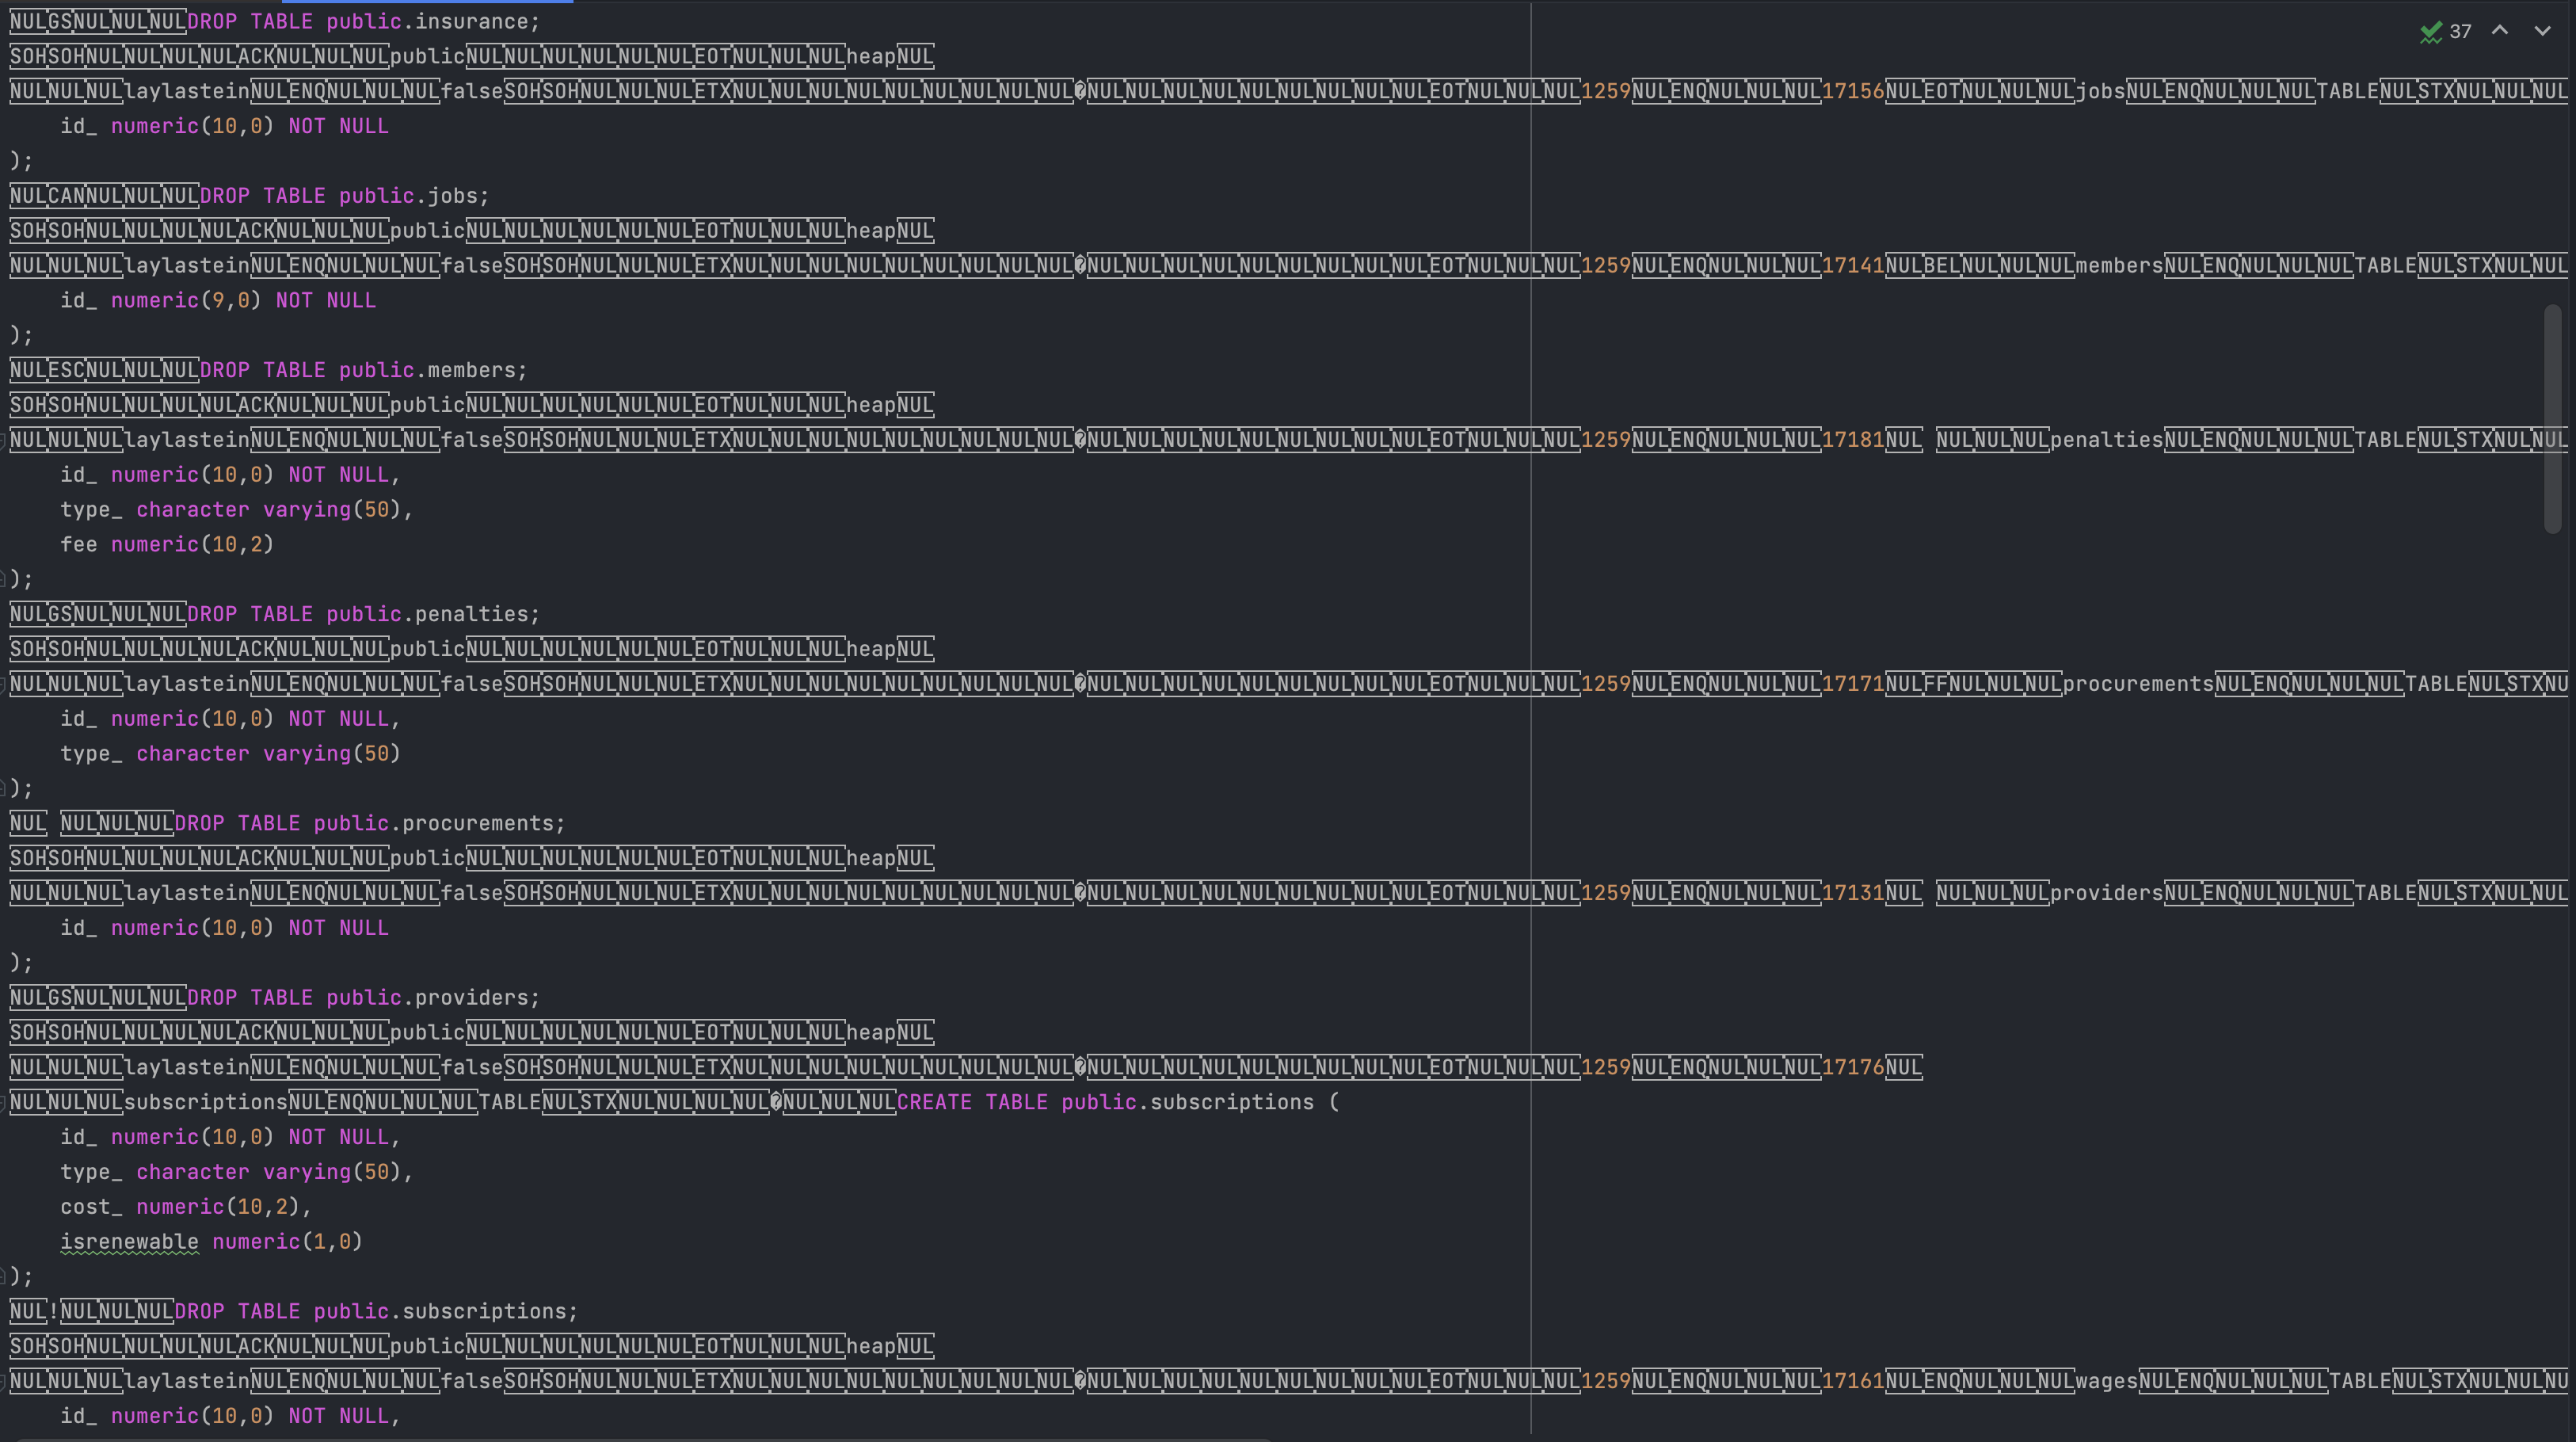 NULGSNULNULNULDROP TABLE public.insurance;
37
SOHSOHNULNULNULNULACKNULNULNULpublicNULNULNULNULNULNULEOTNULNULNULheapNUL
NULNULNULlaylasteinNULENQNULNULNULfalseSOHSOHNULNULNULETXNULNULNULNULNULNULNULNULNUL�NULNULNULNULNULNULNULNULNULEOTNULNULNUL1259NULENQNULNULNUL17156NULEOTNULNULNULjobsNULENQNULNULNULTABLENULSTXNULNULNUL
id_ numeric(10,0) NOT NULL
);
NULCANNULNULNULDROP TABLE public.jobs;
SOHSOHNULNULNULNULACKNULNULNULpublicNULNULNULNULNULNULEOTNULNULNULheapNUL
NULNULNULlaylasteinNULENQNULNULNULfalseSOHSOHNULNULNULETXNULNULNULNULNULNULNULNULNUL�NULNULNULNULNULNULNULNULNULEOTNULNULNUL1259NULENQNULNULNUL17141NULBELNULNULNULmembersNULENQNULNULNULTABLENULSTXNULNUL
id_ numeric(9,0) NOT NULL
);
NULESCNULNULNULDROP TABLE public.members;
SOHSOHNULNULNULNULACKNULNULNULpublicNULNULNULNULNULNULEOTNULNULNULheapNUL
NULNULNULlaylasteinNULENQNULNULNULfalseSOHSOHNULNULNULETXNULNULNULNULNULNULNULNULNUL�NULNULNULNULNULNULNULNULNULEOTNULNULNUL1259NULENQNULNULNUL17181NUL NULNULNULpenaltiesNULENQNULNULNULTABLENULSTXNULNUL
id_ numeric(10,0) NOT NULL,
type_ character varying(50),
fee numeric(10,2)
);
NULGSNULNULNULDROP TABLE public.penalties;
SOHSOHNULNULNULNULACKNULNULNULpublicNULNULNULNULNULNULEOTNULNULNULheapNUL
NULNULNULlaylasteinNULENQNULNULNULfalseSOHSOHNULNULNULETXNULNULNULNULNULNULNULNULNUL�NULNULNULNULNULNULNULNULNULEOTNULNULNUL1259NULENQNULNULNUL17171NULFFNULNULNULprocurementsNULENQNULNULNULTABLENULSTXNU
id_ numeric(10,0) NOT NULL,
type_ character varying(50)
);
NUL NULNULNULDROP TABLE public.procurements;
SOHSOHNULNULNULNULACKNULNULNULpublicNULNULNULNULNULNULEOTNULNULNULheapNUL
NULNULNULlaylasteinNULENQNULNULNULfalseSOHSOHNULNULNULETXNULNULNULNULNULNULNULNULNUL�NULNULNULNULNULNULNULNULNULEOTNULNULNUL1259NULENQNULNULNUL17131NUL NULNULNULprovidersNULENQNULNULNULTABLENULSTXNULNUL
id_ numeric(10,0) NOT NULL
);
NULGSNULNULNULDROP TABLE public.providers;
SOHSOHNULNULNULNULACKNULNULNULpublicNULNULNULNULNULNULEOTNULNULNULheapNUL
NULNULNULlaylasteinNULENQNULNULNULfalseSOHSOHNULNULNULETXNULNULNULNULNULNULNULNULNUL�NULNULNULNULNULNULNULNULNULEOTNULNULNUL1259NULENQNULNULNUL17176NUL
NULNULNULsubscriptionsNULENQNULNULNULTABLENULSTXNULNULNULNUL�NULNULNULCREATE TABLE public.subscriptions (
id_ numeric(10,0) NOT NULL,
type_ character varying(50),
cost_ numeric(10,2),
isrenewable numeric(1,0)
);
NUL!NULNULNULDROP TABLE public.subscriptions;
SOHSOHNULNULNULNULACKNULNULNULpublicNULNULNULNULNULNULEOTNULNULNULheapNUL
NULNULNULlaylasteinNULENQNULNULNULfalseSOHSOHNULNULNULETXNULNULNULNULNULNULNULNULNUL�NULNULNULNULNULNULNULNULNULEOTNULNULNUL1259NULENQNULNULNUL17161NULENQNULNULNULwagesNULENQNULNULNULTABLENULSTXNULNULNU
id_ numeric(10,0) NOT NULL,